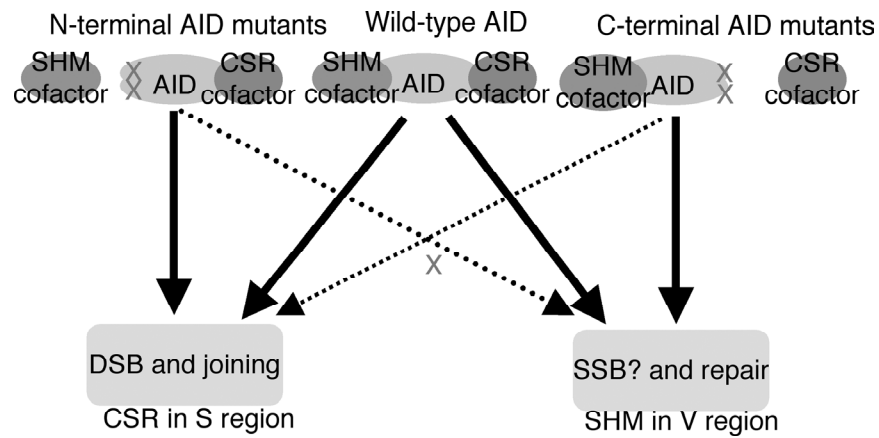 N-terminal AID mutants
Wild-type AID
C-terminal AID mutants
SHM
cofactor
X
X
AID
CSR
cofactor
SHM
cofactor
AID
CSR
cofactor
SHM
cofactor
AID
X
X
CSR
cofactor
X
DSB and joining
CSR in S region
SSB? and repair
SHM in V region